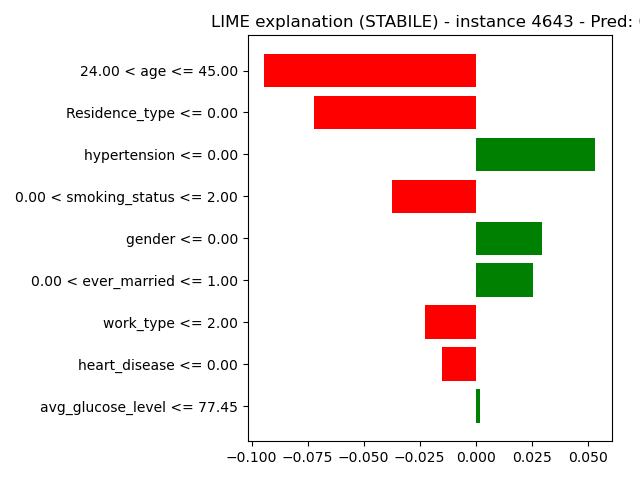 LIME explanation (STABILE) - instance 4643 - Pred:
24.00 < age <= 45.00
Residence_type <= 0.00
hypertension <= 0.00
0.00 < smoking_status <= 2.00
gender <= 0.00
0.00 < ever_married <= 1.00
work_type <= 2.00
heart_disease <= 0.00
avg_glucose_level <= 77.45
−0.100 −0.075 −0.050 −0.025 0.000 0.025 0.050